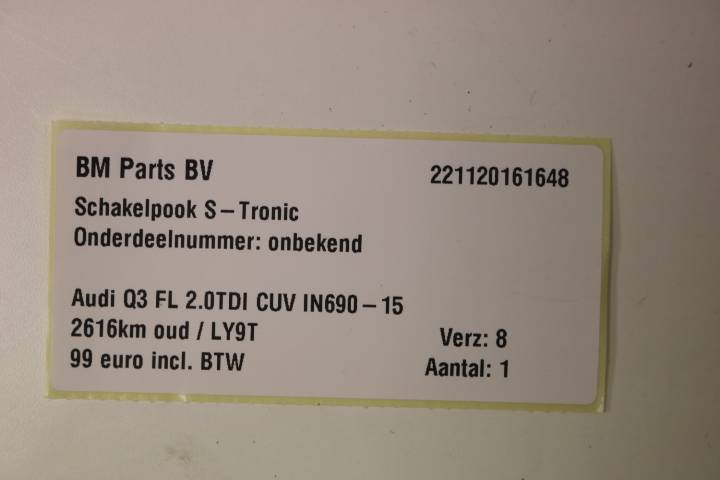 BM Parts BV 221120161648
Schakelpook S-Tronic
Onderdeelnummer: onbekend
Audi Q3 FL 2.0TDI CUV IN690-15
2616km oud / LY9T Verz: 8
99 euro incl. BTW Aantal: 1